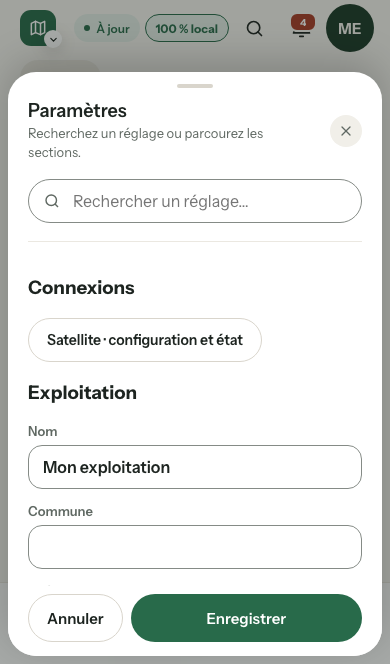 À jour
100 % local
4
ME
Paramètres
Recherchez un réglage ou parcourez les
sections.
Rechercher un réglage...
Connexions
Satellite · configuration et état
Exploitation
Nom
Mon exploitation
Commune
Annuler
Enregistrer